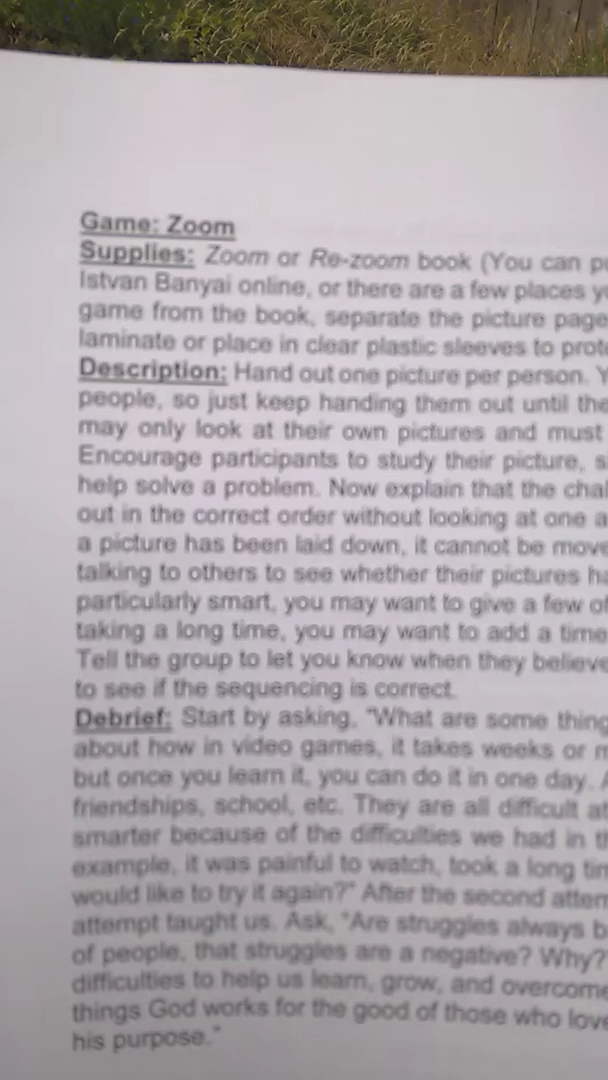 Game: Zoom
Supplies: Zoom or Re-zoom book (You can
Istvan Banyai online, or there are a few places
game from the book, separate the picture page
laminate or place in clear plastic sleeves to
Description: Hand out one picture per person.
people, so just keep handing them out until
may only look at their own pictures and must
Encourage participants to study their picture,
help solve a problem. Now explain that the
out in the correct order without looking at one
a picture has been laid down, it cannot be
talking to others to see whether their pictures
particularly smart, you may want to give a few
taking a long time, you may want to add a time
Tell the group to let you know when they believe
to see if the sequencing is correct.
Debrief: Start by asking, "What are some
about how in video games, it takes weeks or
but once you learn it, you can do it in one day.
friendships, school, etc. They are all difficult
smarter because of the difficulties we had in
example, it was painful to watch, took a long
would like to try it again?" After the second
attempt taught us. Ask, "Are struggles always
of people, that struggles are a negative? Why?
difficulties to help us learn, grow, and overcome
things God works for the good of those who love
his purpose."